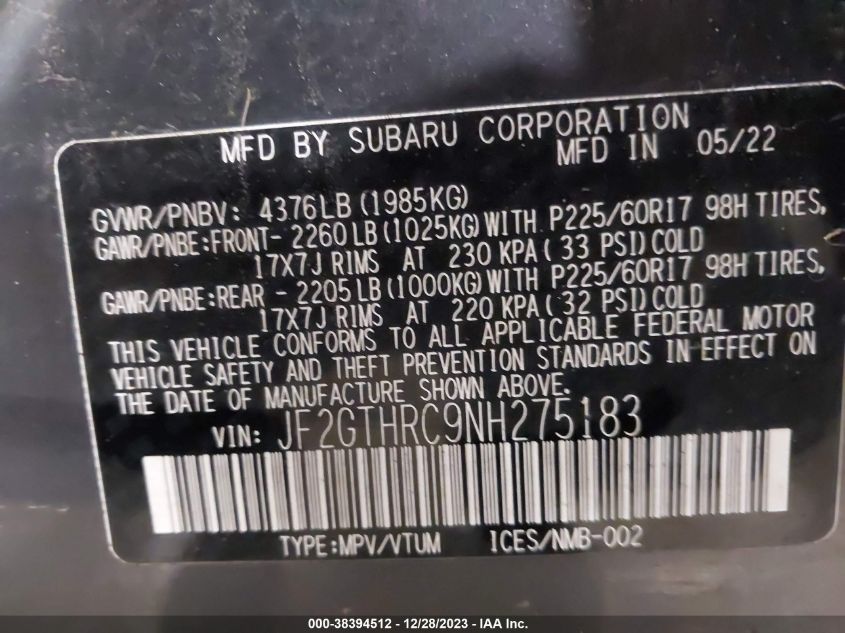 MFD BY SUBARU CORPORATION
MFD IN 05/22
GVWR/PNBV: 4376LB (1985KG)
GAWR/PNBE:FRONT- 2260 LB (1025KG) WITH P225/60R17 98H TIRES,
17X7J RIMS AT 230 KPA( 33 PSI) COLD
GAWR/PNBE:REAR - 2205 LB (1000KG) WITH P225/60R17 98H TIRES,
17X7J RIMS AT 220 KPA( 32 PSI) COLD
THIS VEHICLE CONFORMS TO ALL APPLICABLE FEDERAL MOTOR
VEHICLE SAFETY AND THEFT PREVENTION STANDARDS IN EFFECT ON
THE DATE OF MANUFACTURE SHOWN ABOVE.
VIN: JF2GTHRC9NH275183
TYPE:MPV/VTUM ICES/NMB-002
000-38394512 - 12/28/2023 - IAA Inc.